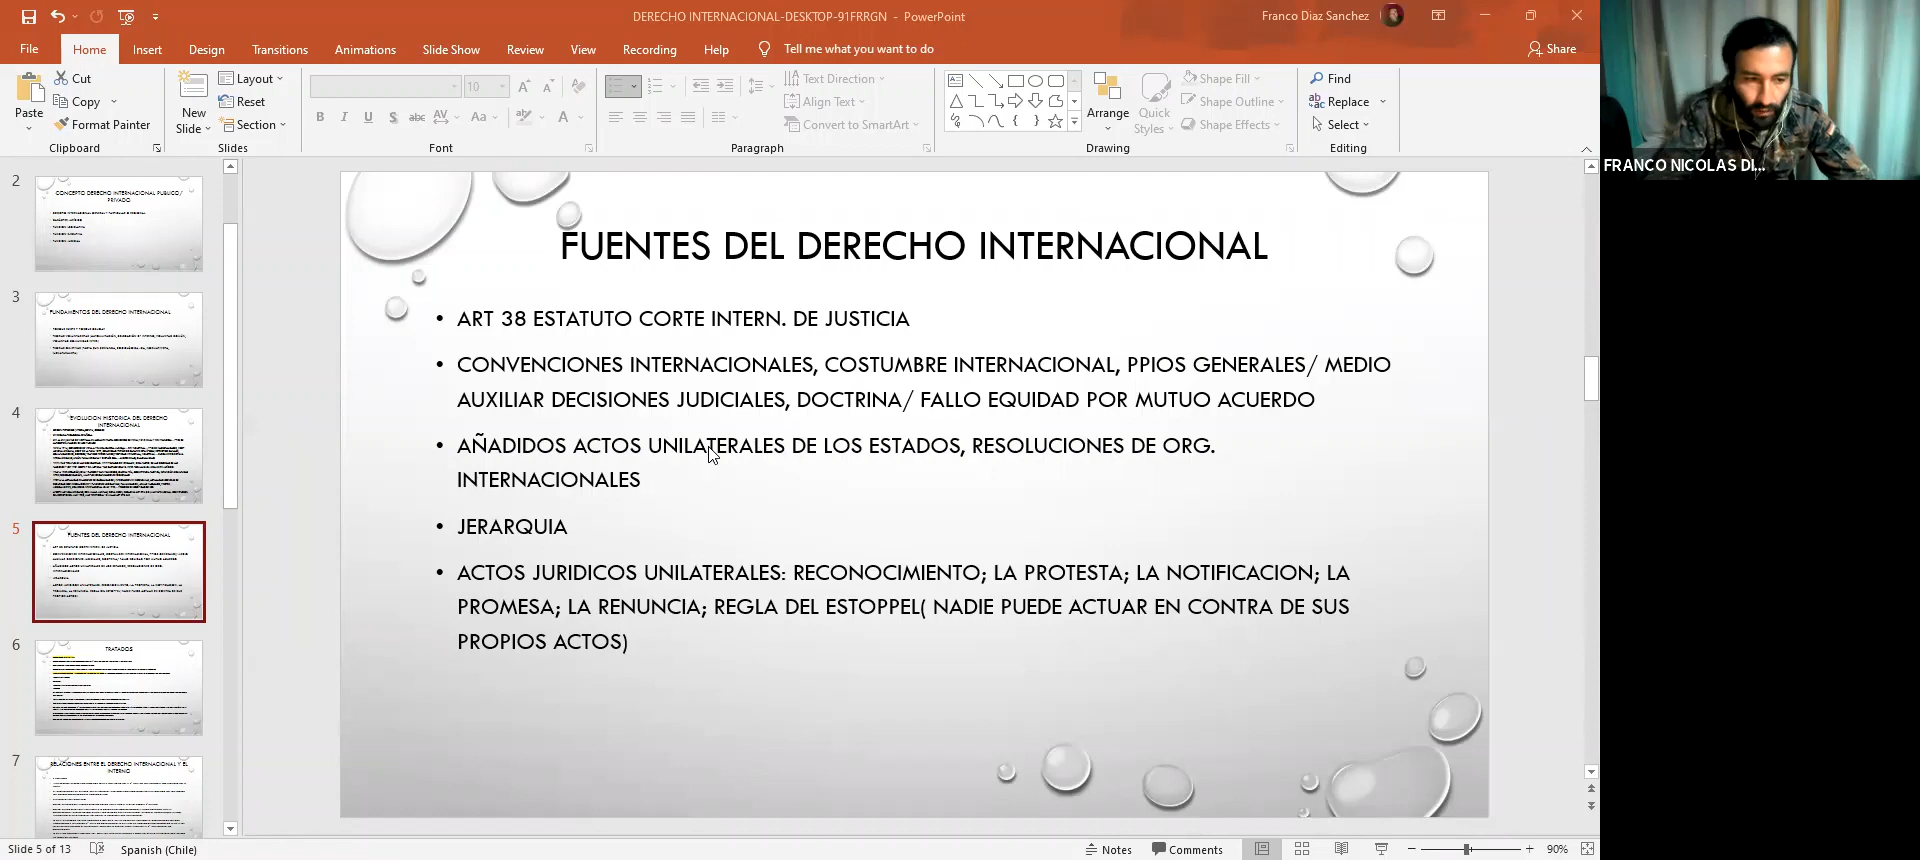 DERECHO INTERNACIONAL-DESKTOP-91FRRGN - PowerPoint
Franco Diaz Sanchez
File Home Insert Design Transitions Animations Slide Show Review View Recording Help Tell me what you want to do Share
Cut
Copy
Format Painter
Paste
Clipboard
New
Slide
Layout
Reset
Section
Slides
10
Font
Text Direction
Align Text
Convert to SmartArt
Paragraph
Arrange
Quick
Styles
Shape Fill
Shape Outline
Shape Effects
Drawing
Find
Replace
Select
Editing
FRANCO NICOLAS DI...
2
CONCEPTO DERECHO INTERNACIONAL PUBLICO/
PRIVADO
3
FUNDAMENTOS DEL DERECHO INTERNACIONAL
4
EVOLUCION HISTORICA DEL DERECHO
INTERNACIONAL
5
FUENTES DEL DERECHO INTERNACIONAL
6
TRATADOS
7
RELACIONES ENTRE EL DERECHO INTERNACIONAL Y EL
INTERNO
FUENTES DEL DERECHO INTERNACIONAL
• ART 38 ESTATUTO CORTE INTERN. DE JUSTICIA
• CONVENCIONES INTERNACIONALES, COSTUMBRE INTERNACIONAL, PPIOS GENERALES/ MEDIO
AUXILIAR DECISIONES JUDICIALES, DOCTRINA/ FALLO EQUIDAD POR MUTUO ACUERDO
• AÑADIDOS ACTOS UNILATERALES DE LOS ESTADOS, RESOLUCIONES DE ORG.
INTERNACIONALES
• JERARQUIA
• ACTOS JURIDICOS UNILATERALES: RECONOCIMIENTO; LA PROTESTA; LA NOTIFICACION; LA
PROMESA; LA RENUNCIA; REGLA DEL ESTOPPEL( NADIE PUEDE ACTUAR EN CONTRA DE SUS
PROPIOS ACTOS)
Slide 5 of 13 Spanish (Chile) Notes Comments 90%